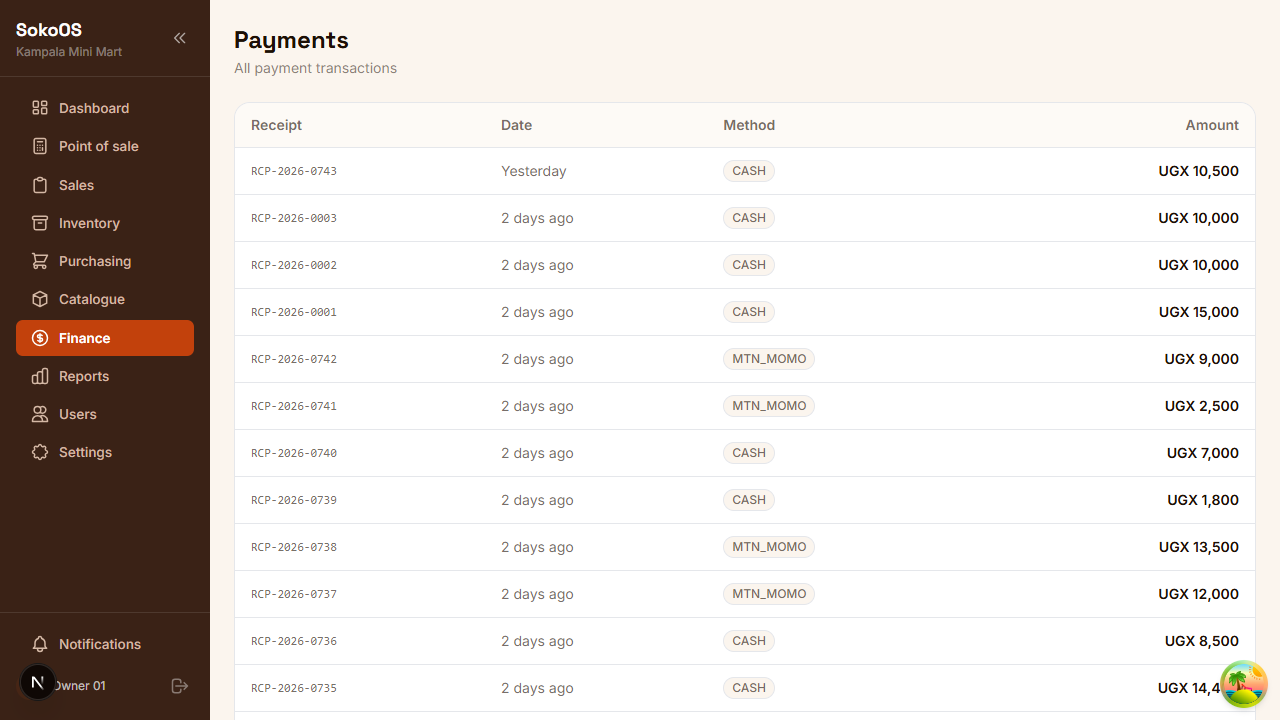 SokoOS
Kampala Mini Mart
Dashboard
Point of sale
Sales
Inventory
Purchasing
Catalogue
Finance
Reports
Users
Settings
Notifications
N
Owner 01
Payments
All payment transactions
Receipt Date Method Amount
RCP-2026-0743 Yesterday CASH UGX 10,500
RCP-2026-0003 2 days ago CASH UGX 10,000
RCP-2026-0002 2 days ago CASH UGX 10,000
RCP-2026-0001 2 days ago CASH UGX 15,000
RCP-2026-0742 2 days ago MTN_MOMO UGX 9,000
RCP-2026-0741 2 days ago MTN_MOMO UGX 2,500
RCP-2026-0740 2 days ago CASH UGX 7,000
RCP-2026-0739 2 days ago CASH UGX 1,800
RCP-2026-0738 2 days ago MTN_MOMO UGX 13,500
RCP-2026-0737 2 days ago MTN_MOMO UGX 12,000
RCP-2026-0736 2 days ago CASH UGX 8,500
RCP-2026-0735 2 days ago CASH UGX